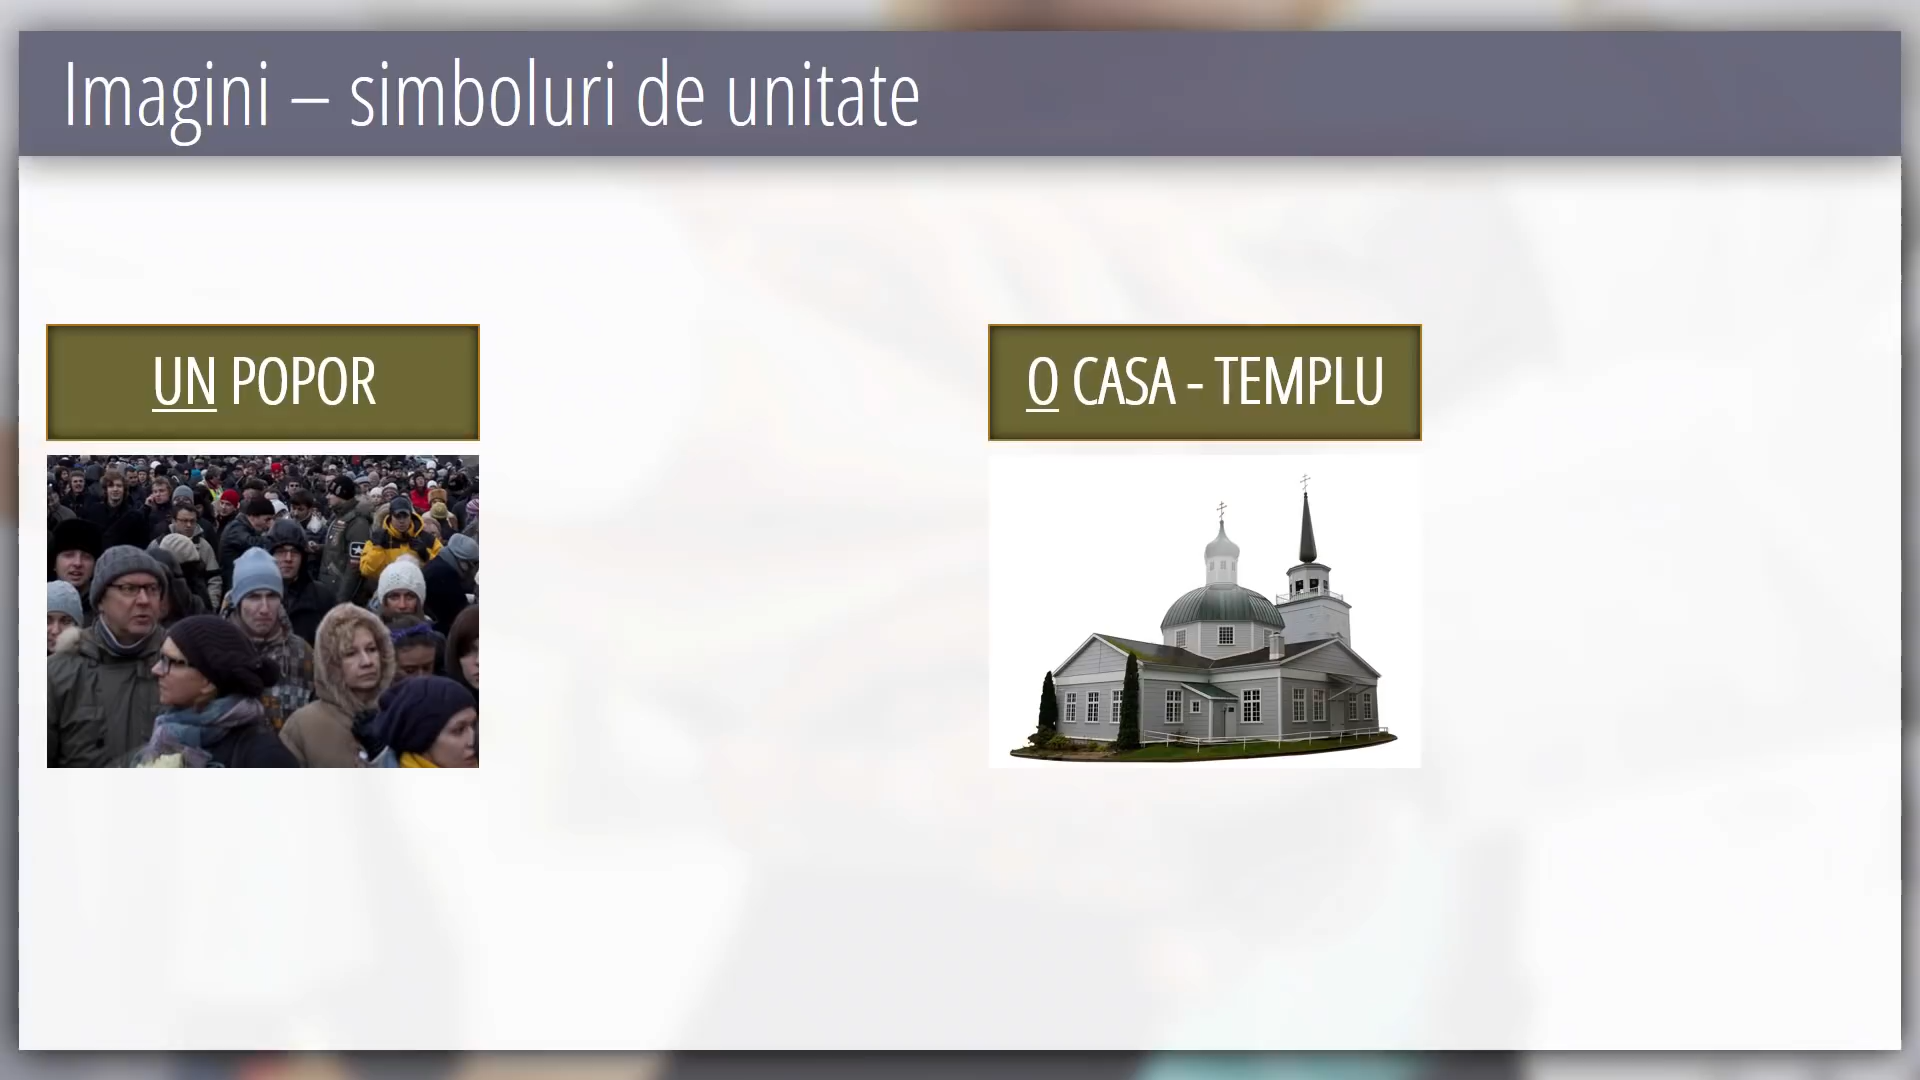 Imagini – simboluri de unitate
UN POPOR
O CASA - TEMPLU